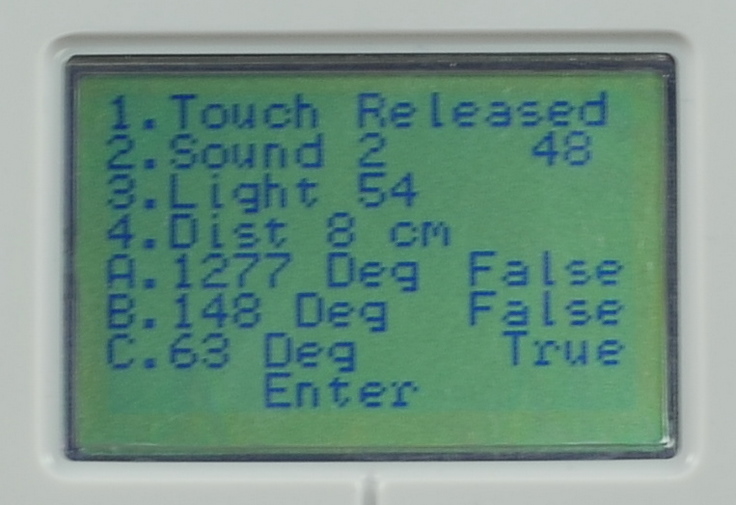 1.Touch Released
2.Sound 2 48
3.Light 54
4.Dist 8 cm
A.1277 Deg False
B.148 Deg False
C.63 Deg True
Enter